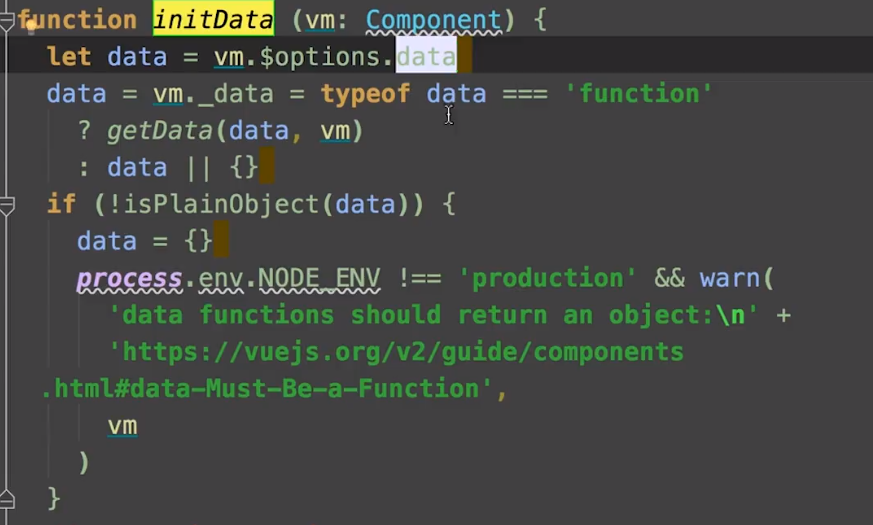 function initData (vm: Component) {
  let data = vm.$options.data
  data = vm._data = typeof data === 'function'
    ? getData(data, vm)
    : data || {}
  if (!isPlainObject(data)) {
    data = {}
    process.env.NODE_ENV !== 'production' && warn(
      'data functions should return an object:\n' +
      'https://vuejs.org/v2/guide/components
.html#data-Must-Be-a-Function',
      vm
    )
  }